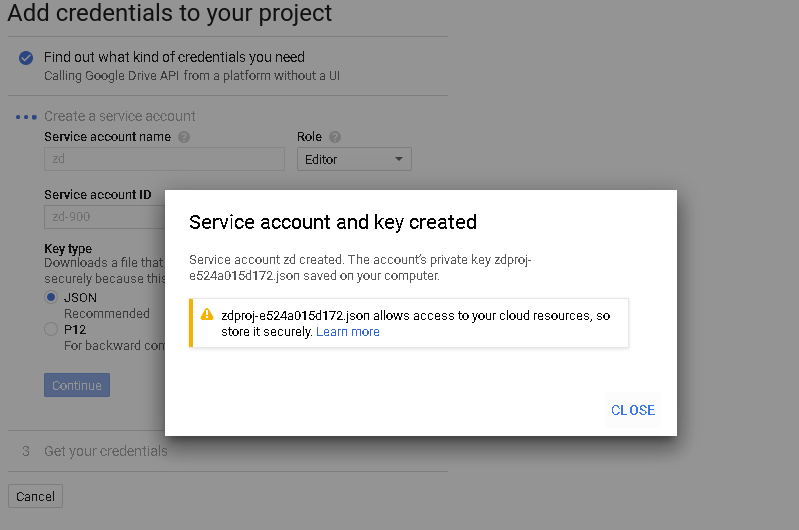 Add credentials to your project
Find out what kind of credentials you need
Calling Google Drive API from a platform without a UI
Create a service account
Service account name ?
Role ?
zd
Editor
Service account ID
zd-900
Key type
Downloads a file that
securely because this
JSON
Recommended
P12
For backward com
Continue
Service account and key created
Service account zd created. The account's private key zdproj-
e524a015d172.json saved on your computer.
zdproj-e524a015d172.json allows access to your cloud resources, so
store it securely. Learn more
CLOSE
3 Get your credentials
Cancel